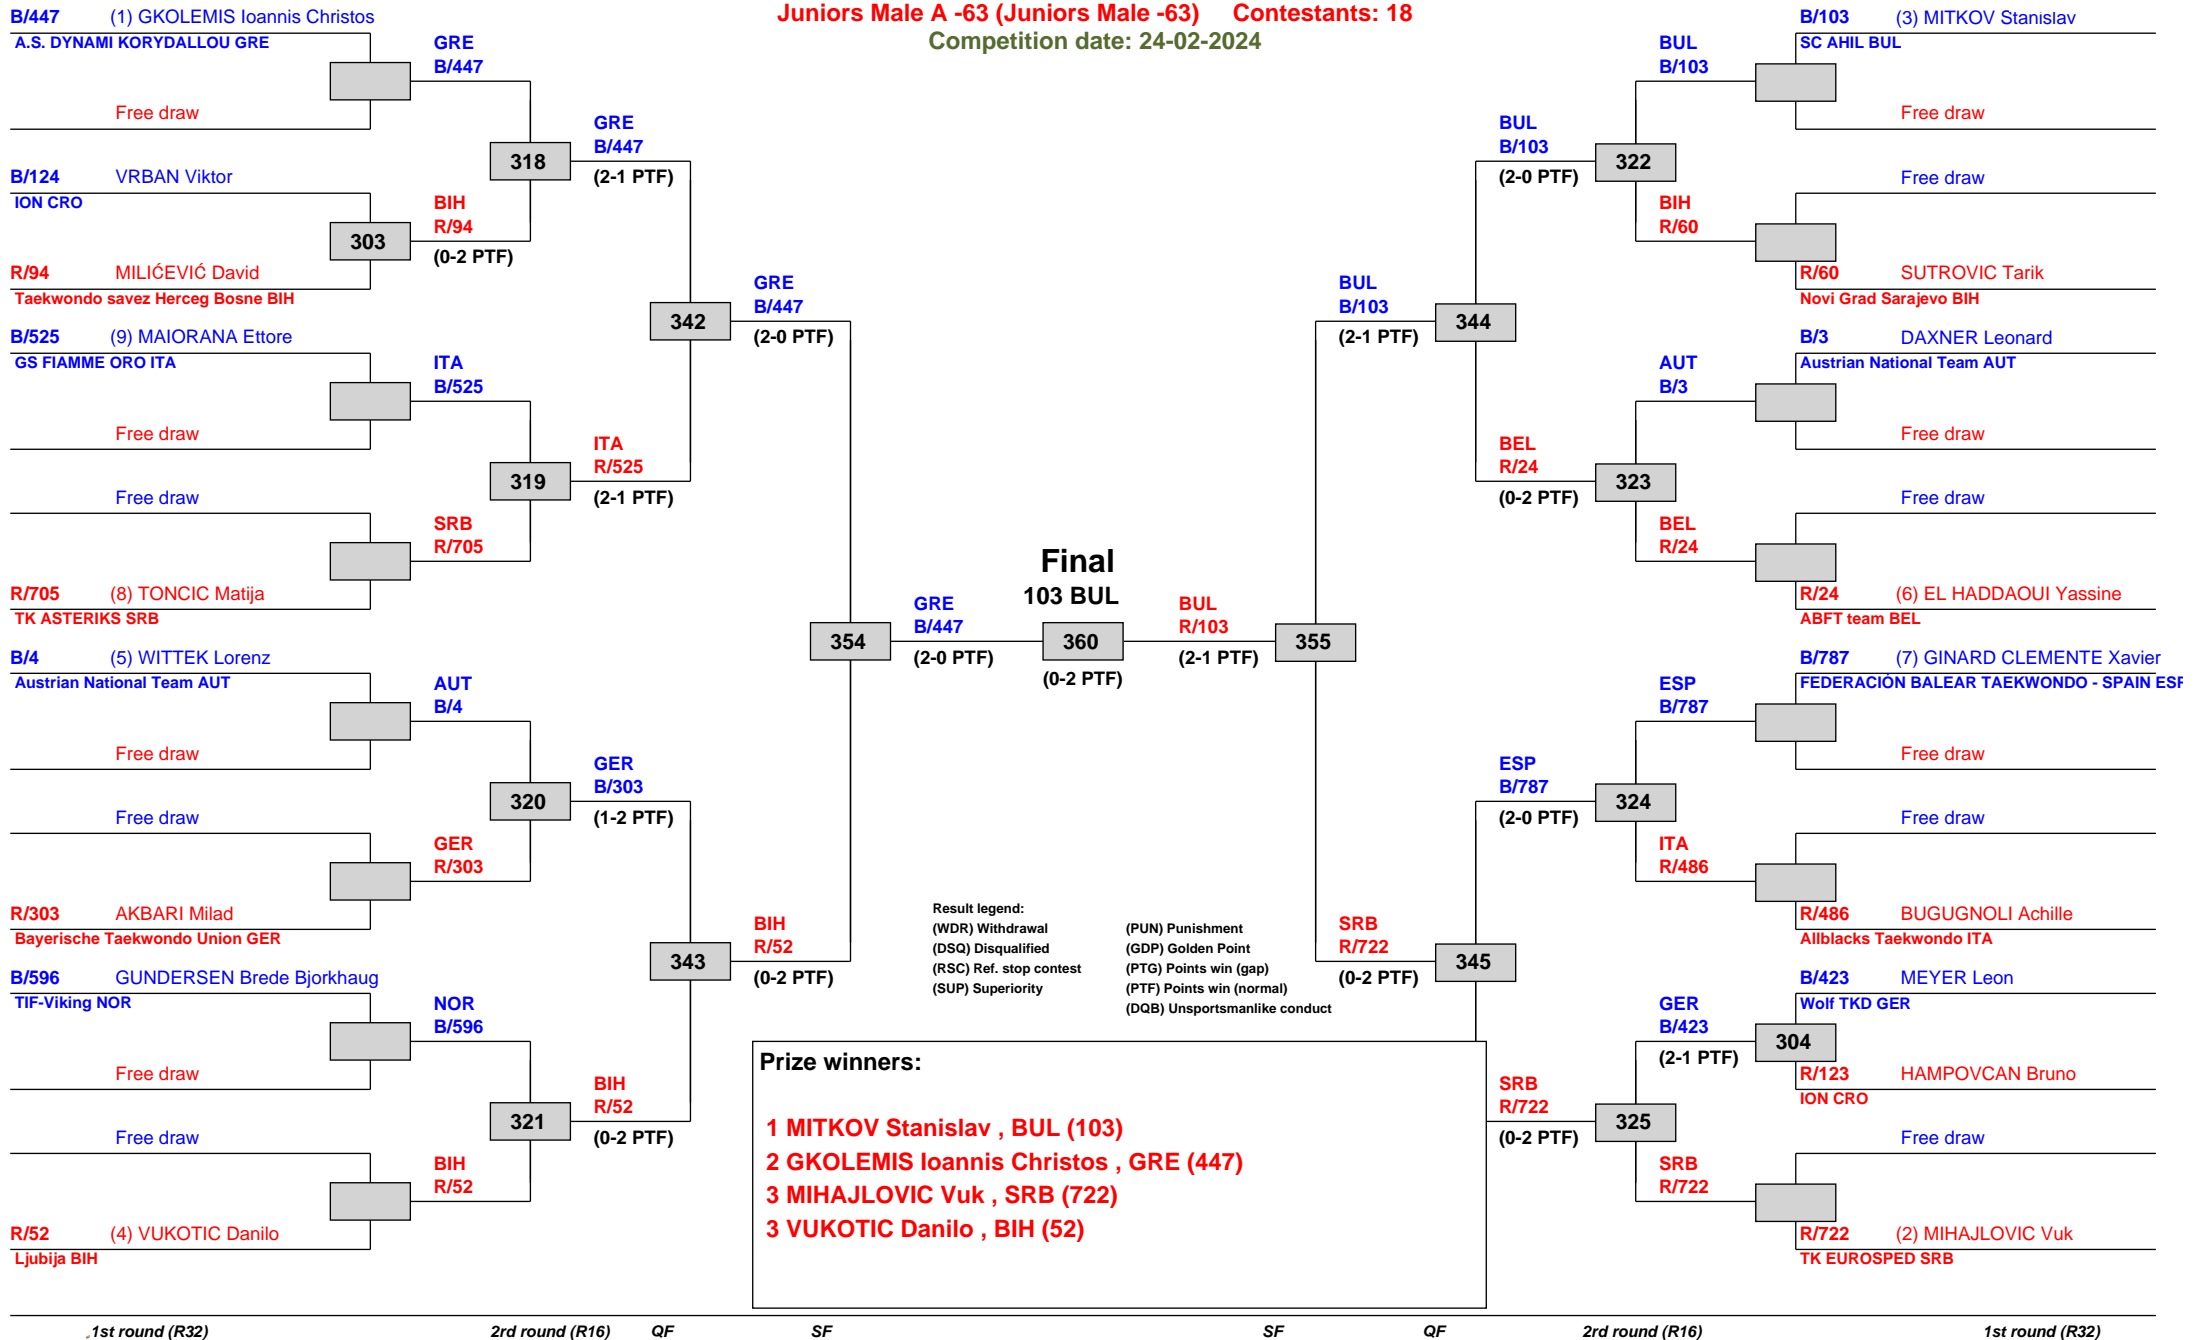 Juniors Male A -63 (Juniors Male -63) Contestants: 18
Competition date: 24-02-2024
B/447 (1) GKOLEMIS Ioannis Christos
A.S. DYNAMI KORYDALLOU GRE
Free draw
B/124 VRBAN Viktor
ION CRO
303
R/94 MILIĆEVIĆ David
Taekwondo savez Herceg Bosne BIH
B/525 (9) MAIORANA Ettore
GS FIAMME ORO ITA
Free draw
Free draw
R/705 (8) TONCIC Matija
TK ASTERIKS SRB
B/4 (5) WITTEK Lorenz
Austrian National Team AUT
Free draw
Free draw
R/303 AKBARI Milad
Bayerische Taekwondo Union GER
B/596 GUNDERSEN Brede Bjorkhaug
TIF-Viking NOR
Free draw
Free draw
R/52 (4) VUKOTIC Danilo
Ljubija BIH
GRE
B/447
318
BIH
R/94
(0-2 PTF)
ITA
B/525
319
SRB
R/705
AUT
B/4
320
GER
R/303
NOR
B/596
321
BIH
R/52
GRE
B/447
(2-1 PTF)
342
ITA
R/525
(2-1 PTF)
GER
B/303
(1-2 PTF)
343
BIH
R/52
(0-2 PTF)
GRE
B/447
(2-0 PTF)
354
BIH
R/52
(0-2 PTF)
GRE
B/447
(2-0 PTF)
Final
103 BUL
360
(0-2 PTF)
BUL
R/103
(2-1 PTF)
355
BUL
B/103
(2-1 PTF)
344
SRB
R/722
(0-2 PTF)
345
BUL
B/103
(2-0 PTF)
322
BEL
R/24
(0-2 PTF)
323
ESP
B/787
(2-0 PTF)
324
SRB
R/722
(0-2 PTF)
325
BUL
B/103
BIH
R/60
AUT
B/3
BEL
R/24
ESP
B/787
ITA
R/486
GER
B/423
(2-1 PTF)
304
SRB
R/722
B/103 (3) MITKOV Stanislav
SC AHIL BUL
Free draw
Free draw
R/60 SUTROVIC Tarik
Novi Grad Sarajevo BIH
B/3 DAXNER Leonard
Austrian National Team AUT
Free draw
Free draw
R/24 (6) EL HADDAOUI Yassine
ABFT team BEL
B/787 (7) GINARD CLEMENTE Xavier
FEDERACIÓN BALEAR TAEKWONDO - SPAIN ESP
Free draw
Free draw
R/486 BUGUGNOLI Achille
Allblacks Taekwondo ITA
B/423 MEYER Leon
Wolf TKD GER
R/123 HAMPOVCAN Bruno
ION CRO
Free draw
R/722 (2) MIHAJLOVIC Vuk
TK EUROSPED SRB
Result legend:
(WDR) Withdrawal (PUN) Punishment
(DSQ) Disqualified (GDP) Golden Point
(RSC) Ref. stop contest (PTG) Points win (gap)
(SUP) Superiority (PTF) Points win (normal)
(DQB) Unsportsmanlike conduct
Prize winners:
1 MITKOV Stanislav , BUL (103)
2 GKOLEMIS Ioannis Christos , GRE (447)
3 MIHAJLOVIC Vuk , SRB (722)
3 VUKOTIC Danilo , BIH (52)
1st round (R32) 2rd round (R16) QF SF SF QF 2rd round (R16) 1st round (R32)